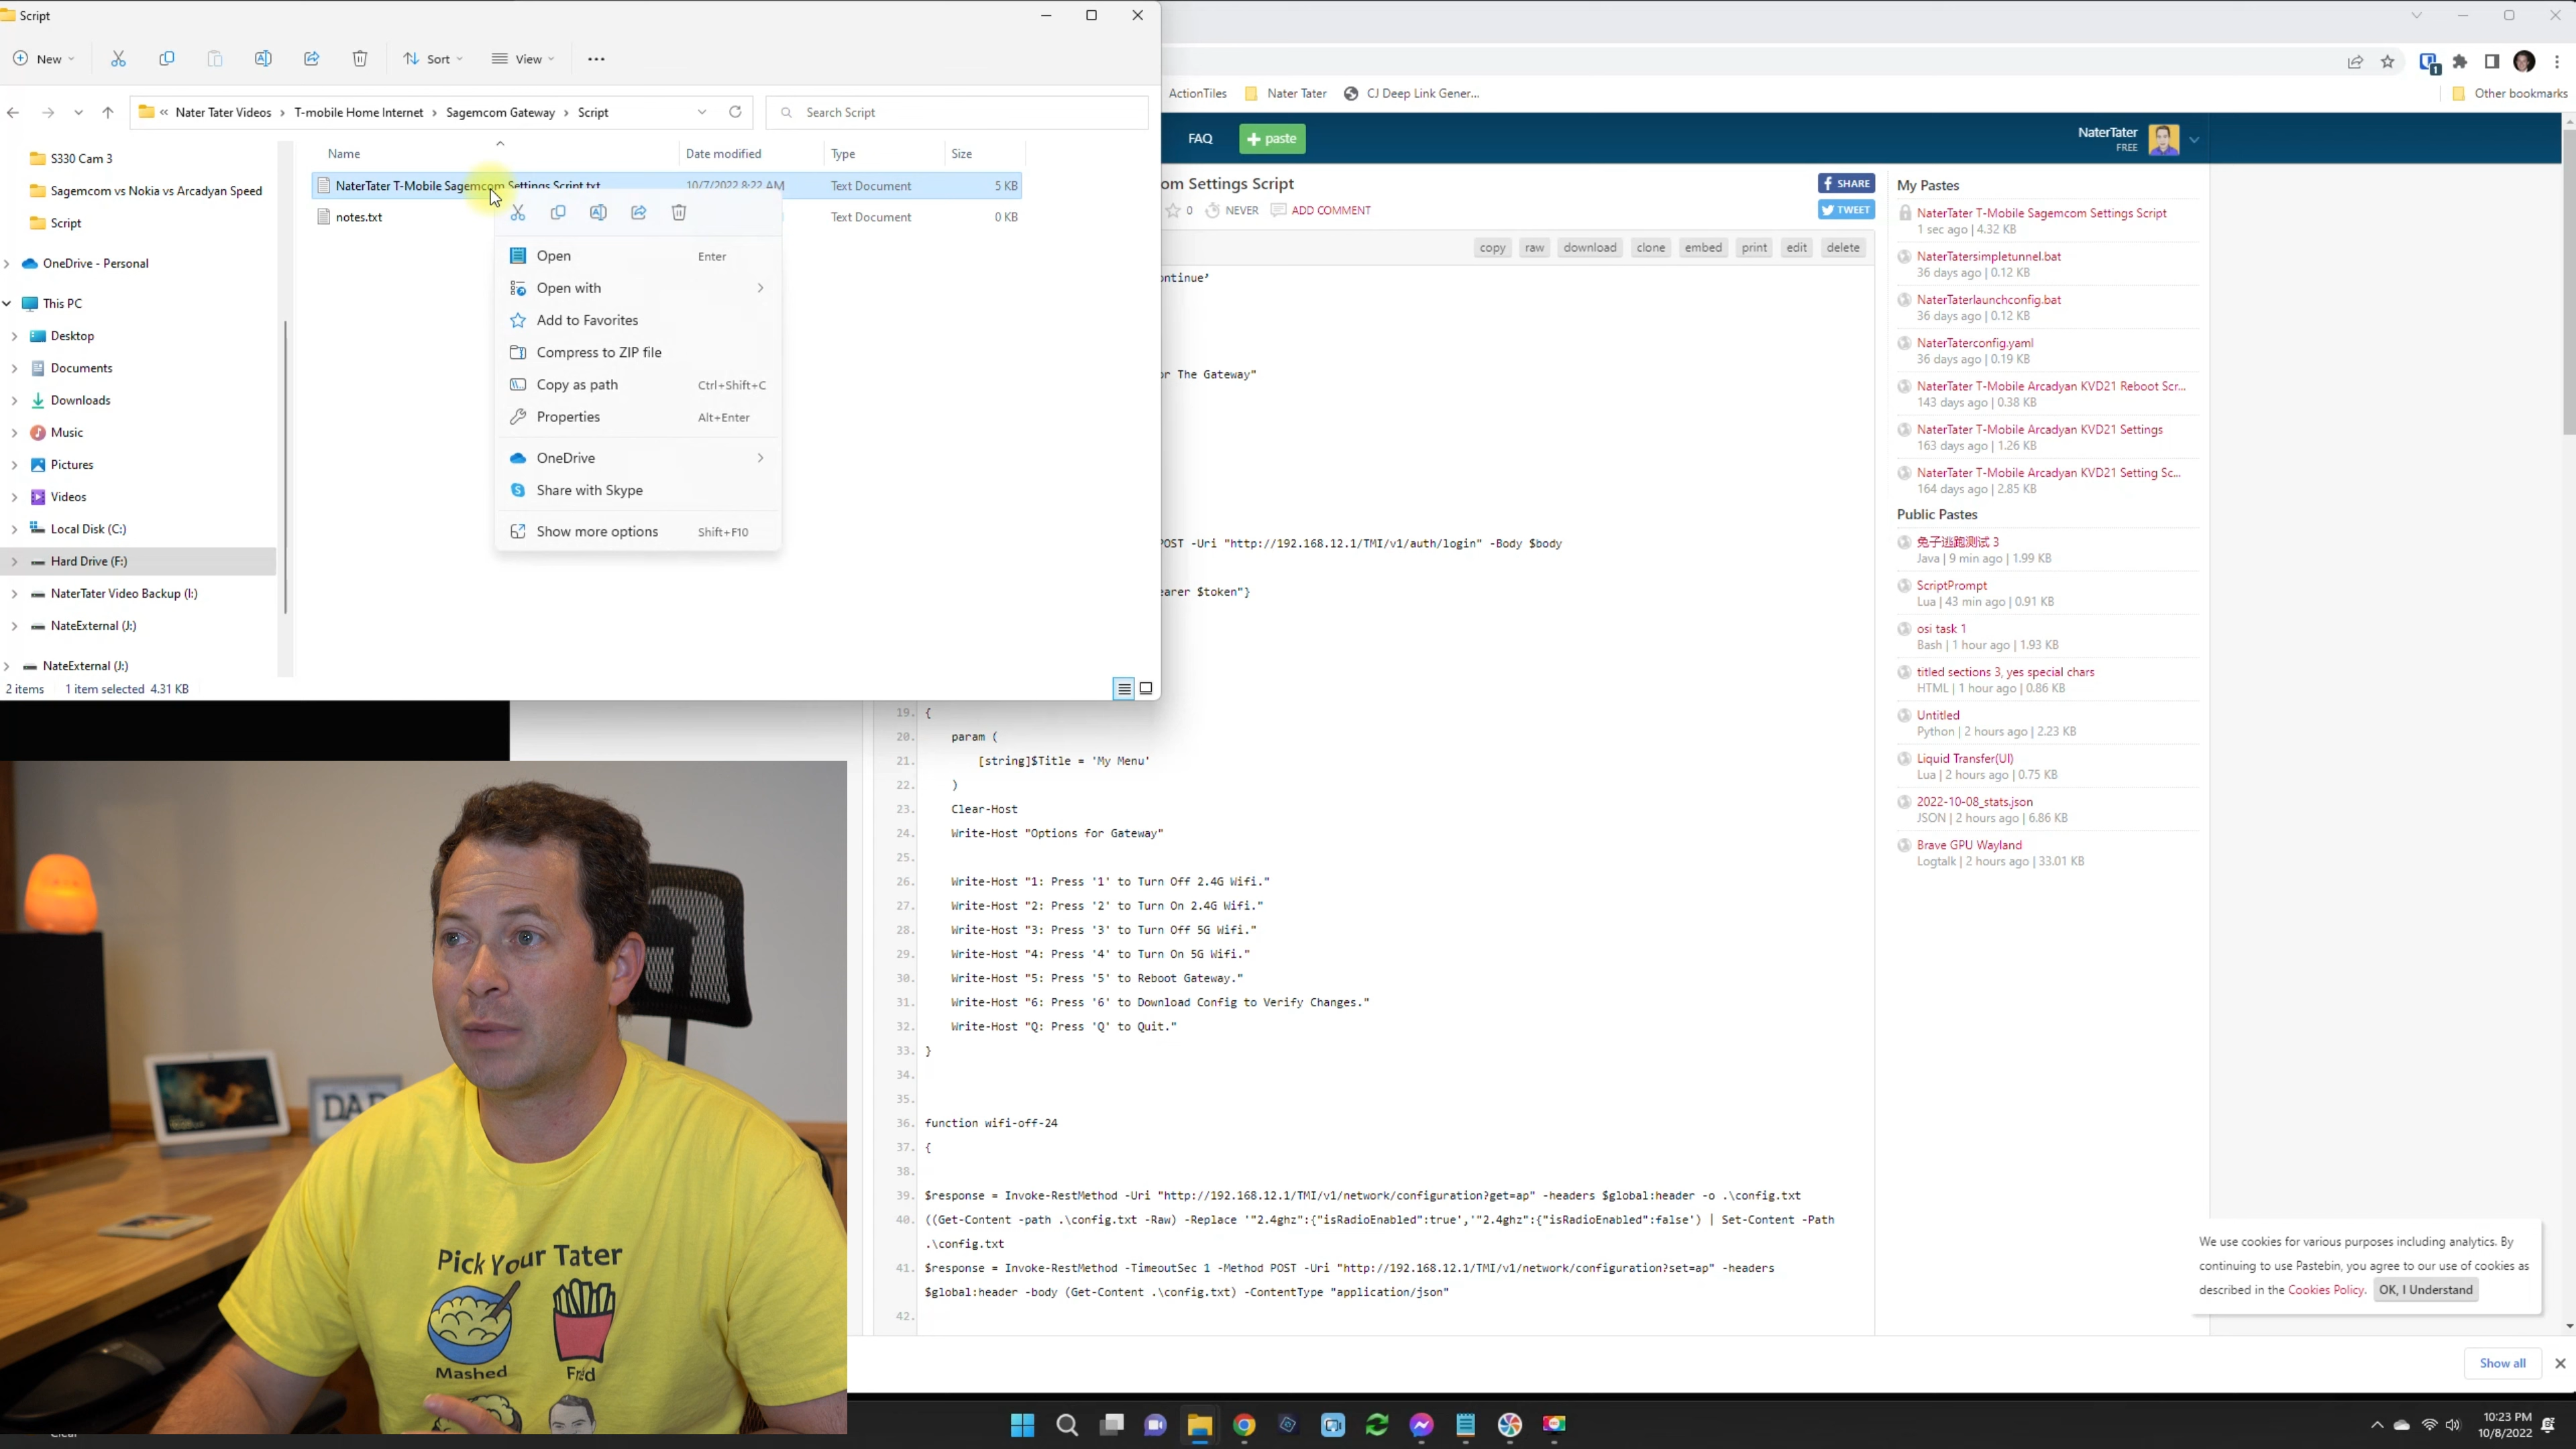 Script
New
Sort
View
« Nater Tater Videos > T-mobile Home Internet > Sagemcom Gateway > Script
Search Script
Name Date modified Type Size
NaterTater T-Mobile Sagemcom Settings Script.txt 10/7/2022 8:22 AM Text Document 5 KB
notes.txt Text Document 0 KB
S330 Cam 3
Sagemcom vs Nokia vs Arcadyan Speed
Script
OneDrive - Personal
This PC
Desktop
Documents
Downloads
Music
Pictures
Videos
Local Disk (C:)
Hard Drive (F:)
NaterTater Video Backup (I:)
NateExternal (J:)
NateExternal (J:)
2 items 1 item selected 4.31 KB
Open Enter
Open with
Add to Favorites
Compress to ZIP file
Copy as path Ctrl+Shift+C
Properties Alt+Enter
OneDrive
Share with Skype
Show more options Shift+F10
ActionTiles Nater Tater CJ Deep Link Gener... Other bookmarks
1
FAQ + paste NaterTater
FREE
om Settings Script
0 NEVER ADD COMMENT
SHARE
TWEET
copy raw download clone embed print edit delete
ontinue’
or The Gateway"
POST -Uri "http://192.168.12.1/TMI/v1/auth/login" -Body $body
earer $token"}
19. {
20. param (
21. [string]$Title = 'My Menu'
22. )
23. Clear-Host
24. Write-Host "Options for Gateway"
25.
26. Write-Host "1: Press '1' to Turn Off 2.4G Wifi."
27. Write-Host "2: Press '2' to Turn On 2.4G Wifi."
28. Write-Host "3: Press '3' to Turn Off 5G Wifi."
29. Write-Host "4: Press '4' to Turn On 5G Wifi."
30. Write-Host "5: Press '5' to Reboot Gateway."
31. Write-Host "6: Press '6' to Download Config to Verify Changes."
32. Write-Host "Q: Press 'Q' to Quit."
33. }
34.
35.
36. function wifi-off-24
37. {
38.
39. $response = Invoke-RestMethod -Uri "http://192.168.12.1/TMI/v1/network/configuration?get=ap" -headers $global:header -o .\config.txt
40. ((Get-Content -path .\config.txt -Raw) -Replace '"2.4ghz":{"isRadioEnabled":true','"2.4ghz":{"isRadioEnabled":false') | Set-Content -Path
.\config.txt
41. $response = Invoke-RestMethod -TimeoutSec 1 -Method POST -Uri "http://192.168.12.1/TMI/v1/network/configuration?set=ap" -headers
$global:header -body (Get-Content .\config.txt) -ContentType "application/json"
42.
My Pastes
NaterTater T-Mobile Sagemcom Settings Script
1 sec ago | 4.32 KB
NaterTatersimpletunnel.bat
36 days ago | 0.12 KB
NaterTaterlaunchconfig.bat
36 days ago | 0.12 KB
NaterTaterconfig.yaml
36 days ago | 0.19 KB
NaterTater T-Mobile Arcadyan KVD21 Reboot Scr...
143 days ago | 0.38 KB
NaterTater T-Mobile Arcadyan KVD21 Settings
163 days ago | 1.26 KB
NaterTater T-Mobile Arcadyan KVD21 Setting Sc...
164 days ago | 2.85 KB
Public Pastes
兔子逃跑测试 3
Java | 9 min ago | 1.99 KB
ScriptPrompt
Lua | 43 min ago | 0.91 KB
osi task 1
Bash | 1 hour ago | 1.93 KB
titled sections 3, yes special chars
HTML | 1 hour ago | 0.86 KB
Untitled
Python | 2 hours ago | 2.23 KB
Liquid Transfer(UI)
Lua | 2 hours ago | 0.75 KB
2022-10-08_stats.json
JSON | 2 hours ago | 6.86 KB
Brave GPU Wayland
Logtalk | 2 hours ago | 33.01 KB
We use cookies for various purposes including analytics. By
continuing to use Pastebin, you agree to our use of cookies as
described in the Cookies Policy. OK, I Understand
Show all
DAD
Pick Your Tater
Mashed Fried
Clear
10:23 PM
10/8/2022